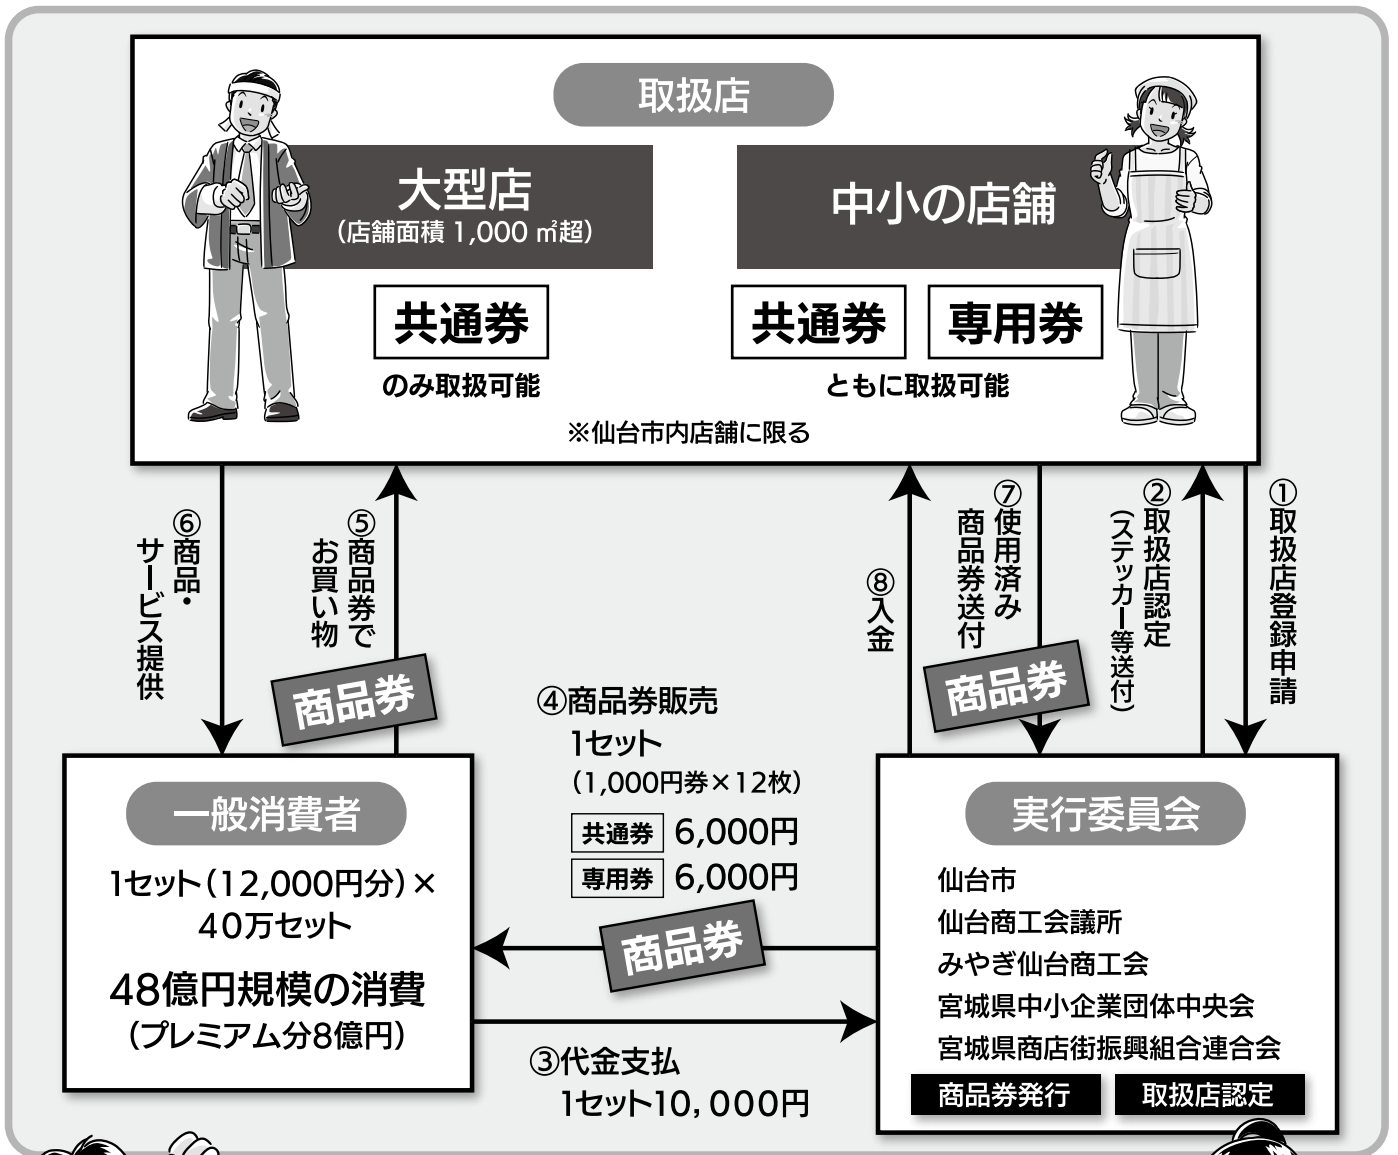 取扱店
大型店
（店舗面積 1,000 ㎡超）
共通券
のみ取扱可能
中小の店舗
共通券
専用券
ともに取扱可能
※仙台市内店舗に限る
①取扱店登録申請
②取扱店認定
（ステッカー等送付）
⑦使用済み
商品券送付
商品券
⑧入金
⑤商品券で
お買い物
商品券
⑥商品・
サービス提供
④商品券販売
1セット
（1,000円券×12枚）
共通券 6,000円
専用券 6,000円
商品券
③代金支払
1セット10，000円
一般消費者
1セット（12,000円分）×
40万セット
48億円規模の消費
（プレミアム分8億円）
実行委員会
仙台市
仙台商工会議所
みやぎ仙台商工会
宮城県中小企業団体中央会
宮城県商店街振興組合連合会
商品券発行
取扱店認定